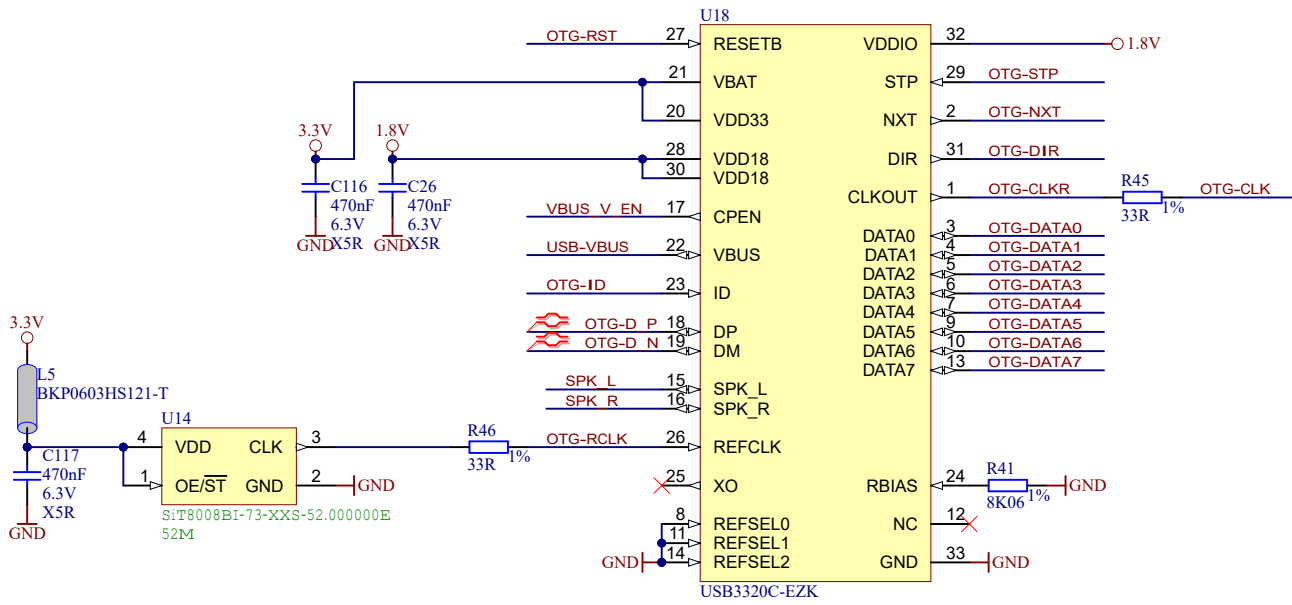 U18
OTG-RST 27 RESETB VDDIO 32 1.8V
21 VBAT STP 29 OTG-STP
20 VDD33 NXT 2 OTG-NXT
3.3V 1.8V
28 VDD18 DIR 31 OTG-DIR
30 VDD18
C116 C26
470nF 470nF
6.3V 6.3V
X5R X5R
GND GND
CLKOUT 1 OTG-CLKR R45 OTG-CLK
33R 1%
VBUS_V_EN 17 CPEN
DATA0 3 OTG-DATA0
USB-VBUS 22 VBUS DATA1 4 OTG-DATA1
DATA2 5 OTG-DATA2
OTG-ID 23 ID DATA3 6 OTG-DATA3
DATA4 7 OTG-DATA4
OTG-D_P 18 DP DATA5 9 OTG-DATA5
OTG-D_N 19 DM DATA6 10 OTG-DATA6
DATA7 13 OTG-DATA7
3.3V
L5
BKP0603HS121-T
SPK_L 15 SPK_L
SPK_R 16 SPK_R
U14
4 VDD CLK 3 R46 OTG-RCLK 26 REFCLK
33R 1%
C117
470nF
6.3V
X5R
GND
1 OE/ST GND 2 GND
SiT8008BI-73-XXS-52.000000E
52M
25 XO RBIAS 24 R41 GND
8K06 1%
8 REFSEL0 NC 12
11 REFSEL1
GND 14 REFSEL2 GND 33 GND
USB3320C-EZK